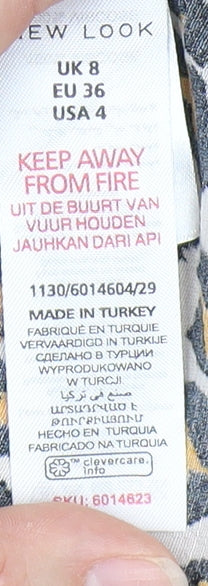 NEW LOOK
UK 8
EU 36
USA 4
KEEP AWAY
FROM FIRE
UIT DE BUURT VAN
VUUR HOUDEN
JAUHKAN DARI API
1130/6014604/29
MADE IN TURKEY
FABRIQUÉ EN TURQUIE
VERVAARDIGD IN TURKIJE
СДЕЛАНО В ТУРЦИИ
WYPRODUKOWANO
W TURCJI
صنع في تركيا
ԱՐՏԱԴՐՎԱԾ Է
ԹՈՒՐՔԻԱՅՈՒՄ
HECHO EN TURQUIA
FABRICADO NA TURQUIA
clevercare.
info
SKU: 6014623